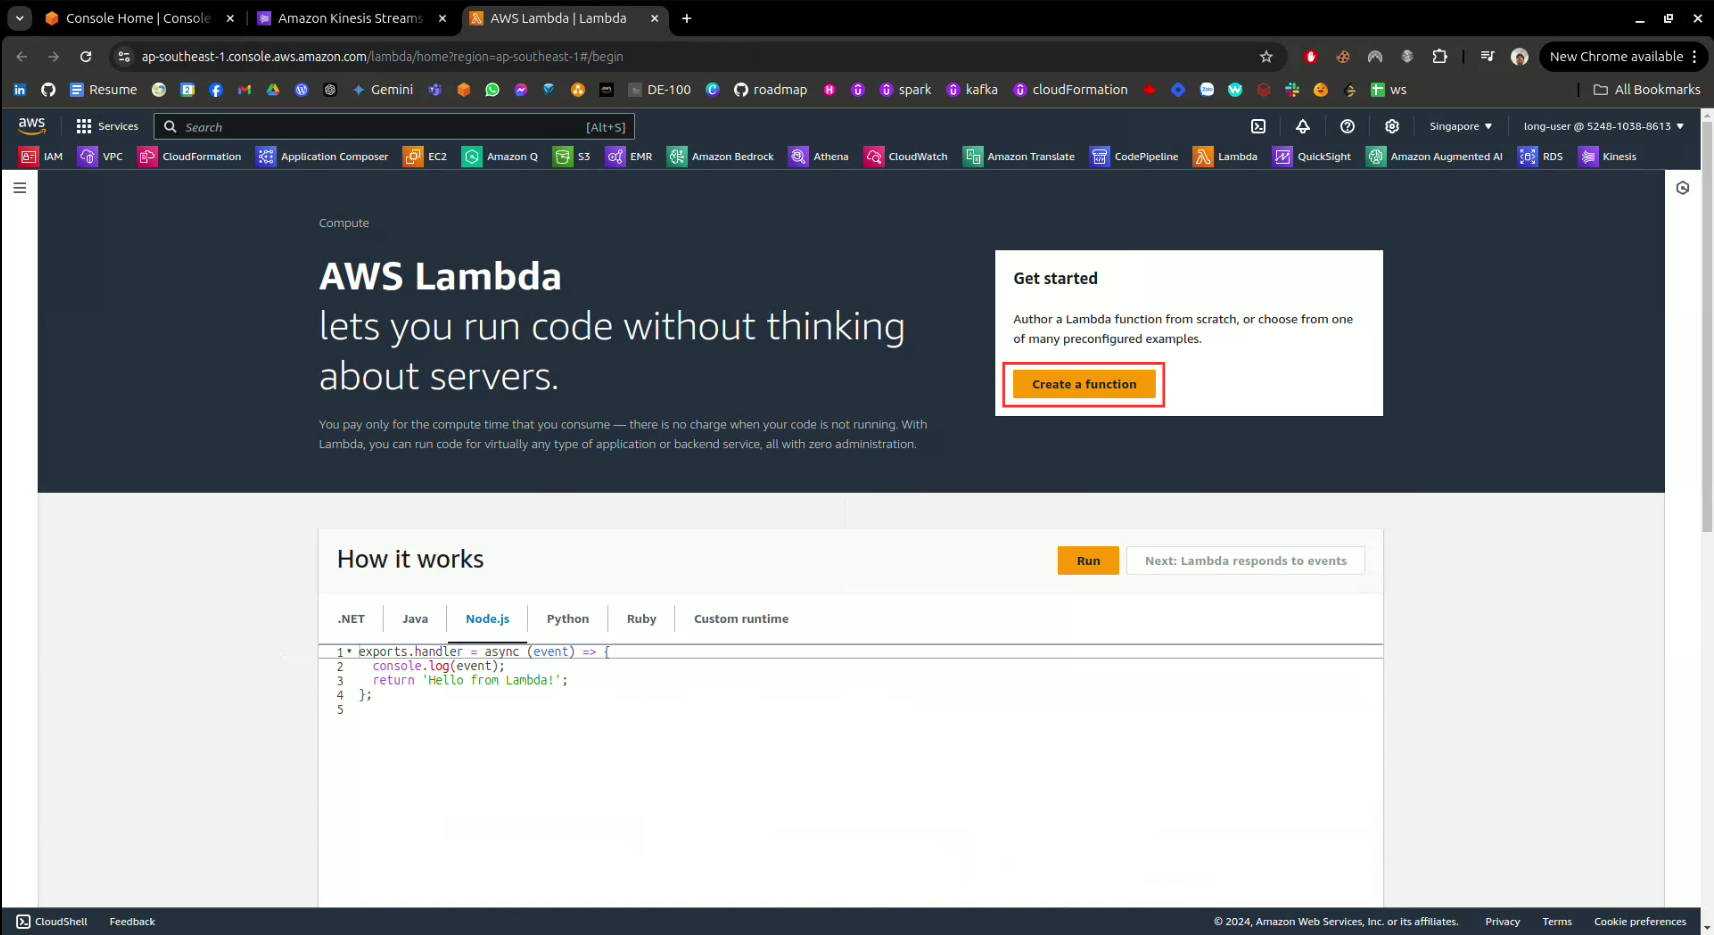 Console Home | Console
Amazon Kinesis Streams
AWS Lambda | Lambda
ap-southeast-1.console.aws.amazon.com/lambda/home?region=ap-southeast-1#/begin
New Chrome available
Resume
Gemini
DE-100
roadmap
spark
kafka
cloudFormation
ws
All Bookmarks
aws
Services
Search
[Alt+S]
Singapore
long-user @ 5248-1038-8613
IAM
VPC
CloudFormation
Application Composer
EC2
Amazon Q
S3
EMR
Amazon Bedrock
Athena
CloudWatch
Amazon Translate
CodePipeline
Lambda
QuickSight
Amazon Augmented AI
RDS
Kinesis
Compute
AWS Lambda
lets you run code without thinking
about servers.
You pay only for the compute time that you consume — there is no charge when your code is not running. With
Lambda, you can run code for virtually any type of application or backend service, all with zero administration.
Get started
Author a Lambda function from scratch, or choose from one
of many preconfigured examples.
Create a function
How it works
Run
Next: Lambda responds to events
.NET
Java
Node.js
Python
Ruby
Custom runtime
1 exports.handler = async (event) => {
2 console.log(event);
3 return 'Hello from Lambda!';
4 };
5
CloudShell
Feedback
© 2024, Amazon Web Services, Inc. or its affiliates.
Privacy
Terms
Cookie preferences